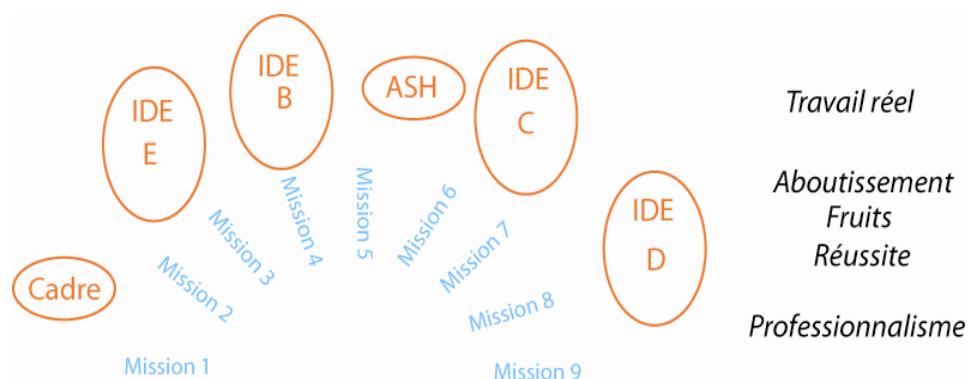 IDE
B
ASH
IDE
C
IDE
E
Travail réel
Mission 5
Mission 4
Mission 6
Mission 3
Mission 7
Mission 2
Mission 8
Mission 1
Mission 9
Cadre
IDE
D
Aboutissement
Fruits
Réussite
Professionnalisme